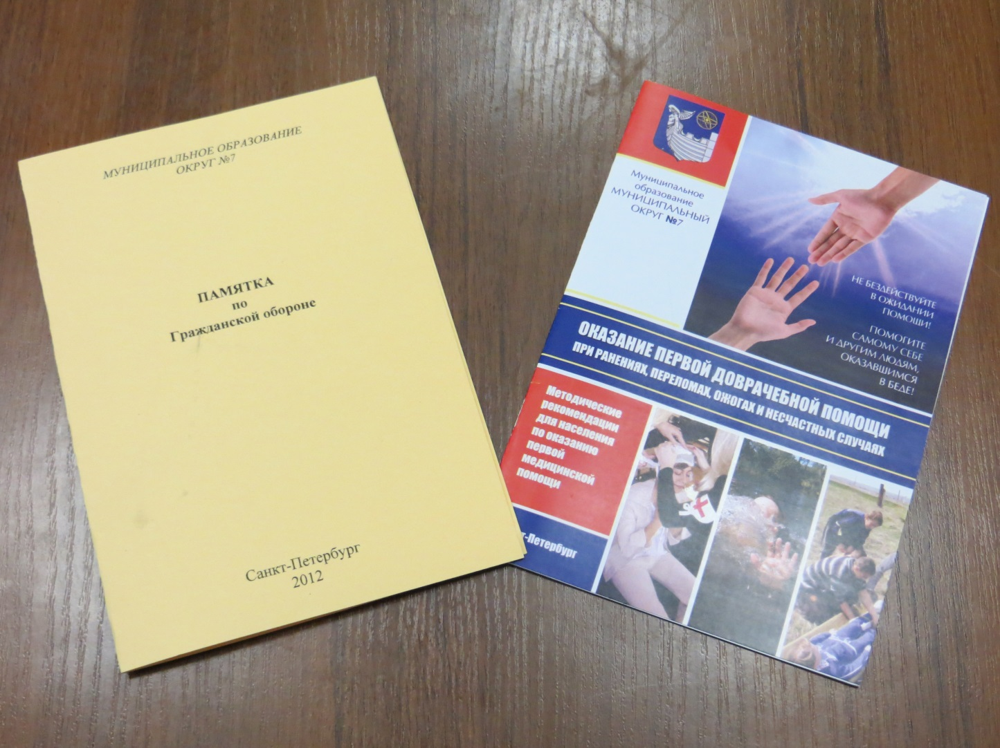 МУНИЦИПАЛЬНОЕ ОБРАЗОВАНИЕ
ОКРУГ №7
ПАМЯТКА
по
Гражданской обороне
Санкт-Петербург
2012
Муниципальное
образование
МУНИЦИПАЛЬНЫЙ
ОКРУГ №7
НЕ БЕЗДЕЙСТВУЙТЕ
В ОЖИДАНИИ
ПОМОЩИ!
ПОМОГИТЕ
САМОМУ СЕБЕ
И ДРУГИМ ЛЮДЯМ,
ОКАЗАВШИМСЯ
В БЕДЕ!
ОКАЗАНИЕ ПЕРВОЙ ДОВРАЧЕБНОЙ ПОМОЩИ
ПРИ РАНЕНИЯХ, ПЕРЕЛОМАХ, ОЖОГАХ И НЕСЧАСТНЫХ СЛУЧАЯХ
Методические
рекомендации
для населения
по оказанию
первой
медицинской
помощи
т-Петербург